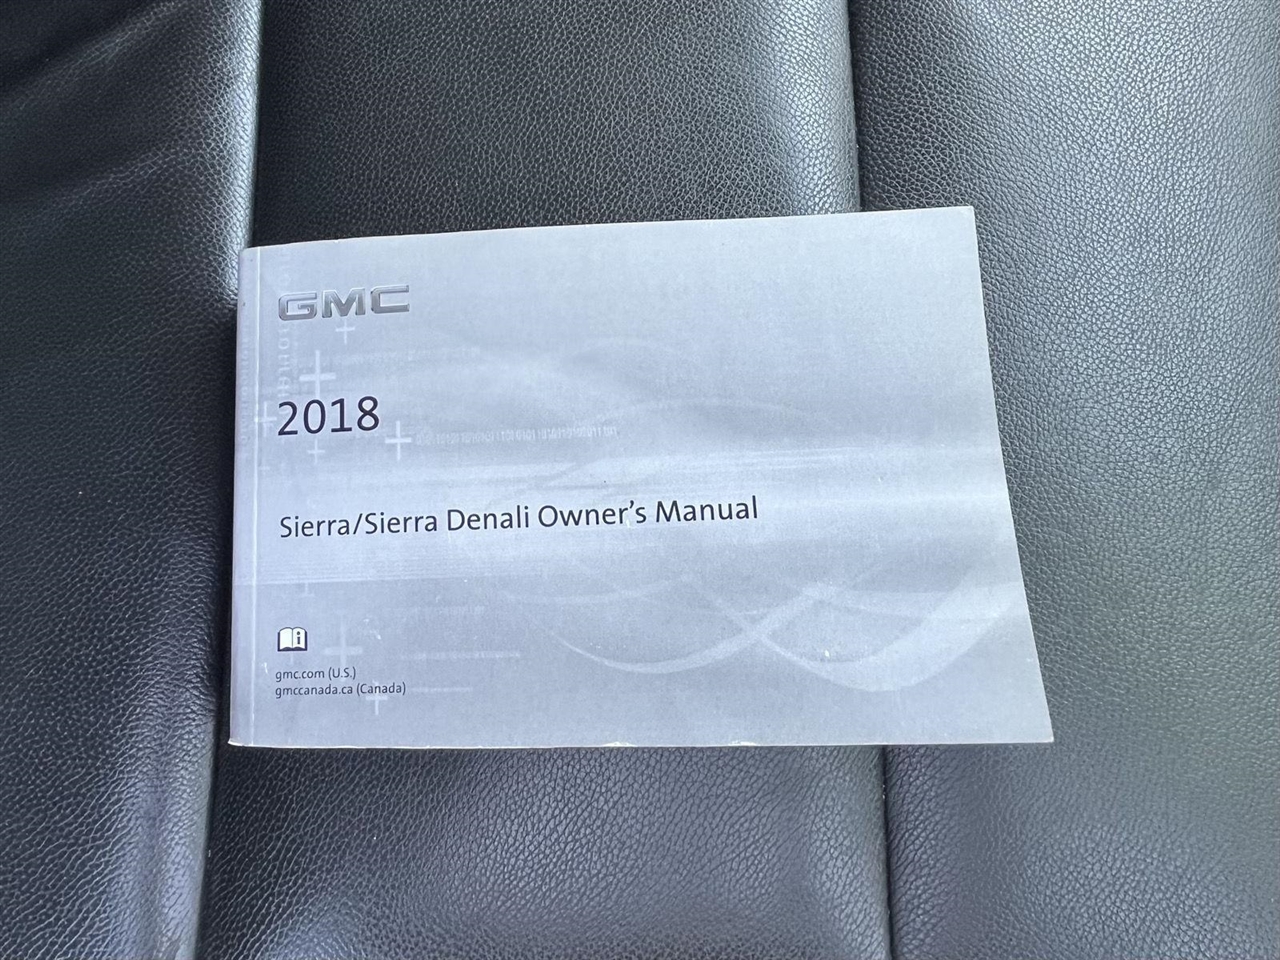 GMC
2018
Sierra/Sierra Denali Owner's Manual
gmc.com (U.S.)
gmccanada.ca (Canada)